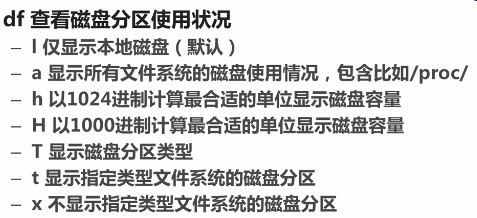 df 查看磁盘分区使用状况
– l 仅显示本地磁盘（默认）
– a 显示所有文件系统的磁盘使用情况，包含比如/proc/
– h 以1024进制计算最合适的单位显示磁盘容量
– H 以1000进制计算最合适的单位显示磁盘容量
– T 显示磁盘分区类型
– t 显示指定类型文件系统的磁盘分区
– x 不显示指定类型文件系统的磁盘分区